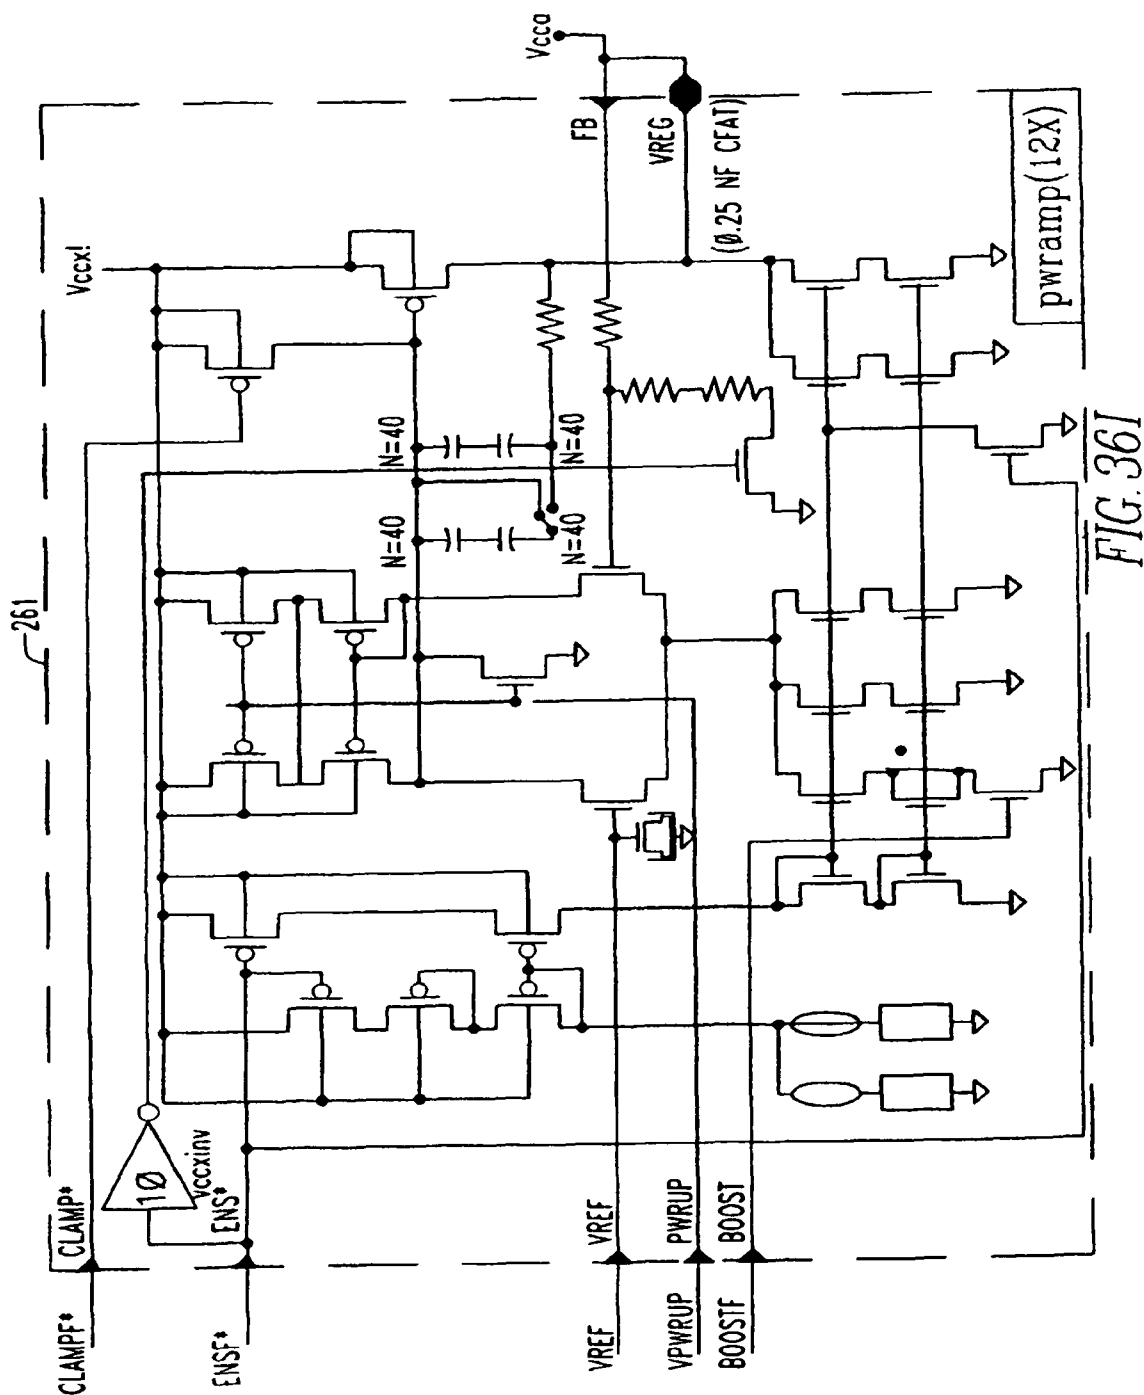 261
Vccx!
Vcca
FB
VREG
(0.25 NF CFAT)
N=40
N=40
N=40
N=40
CLAMPF*
CLAMP*
10
Vccxinv
ENSF*
ENS*
VREF
VREF
VPWRUP
PWRUP
BOOSTF
BOOST
pwramp(12X)
FIG. 36I